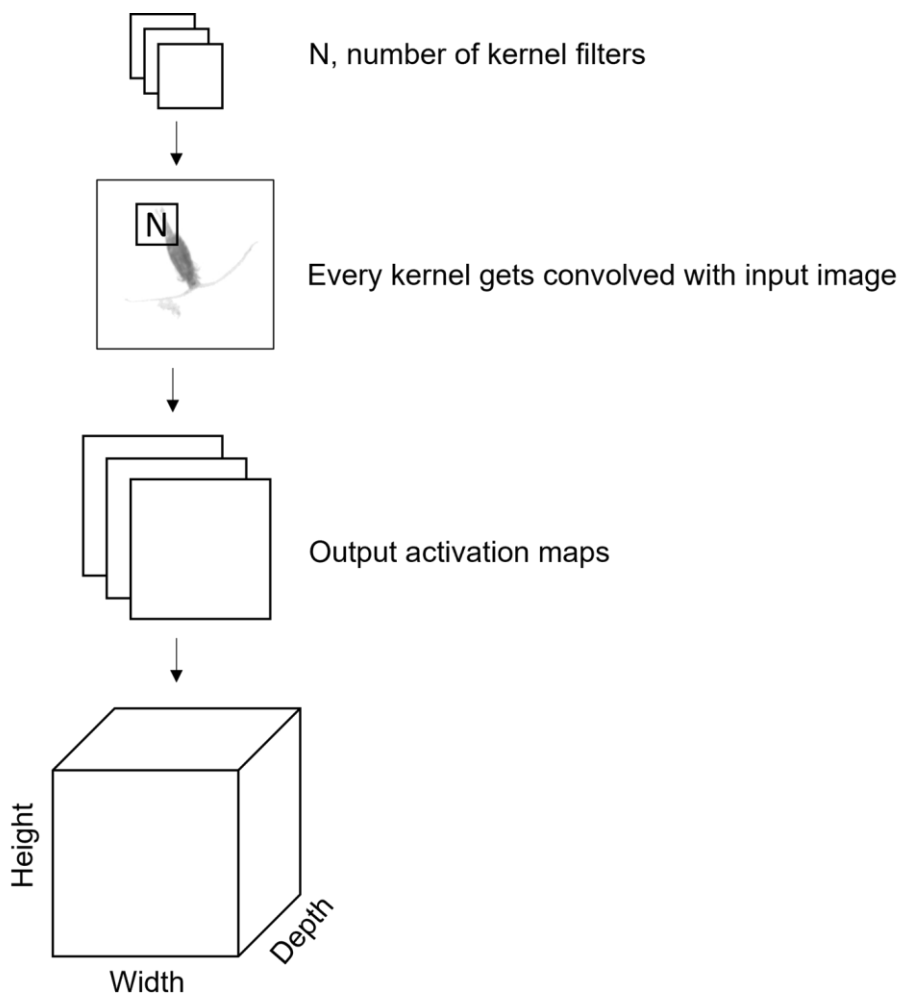 N, number of kernel filters
N
Every kernel gets convolved with input image
Output activation maps
Height
Depth
Width